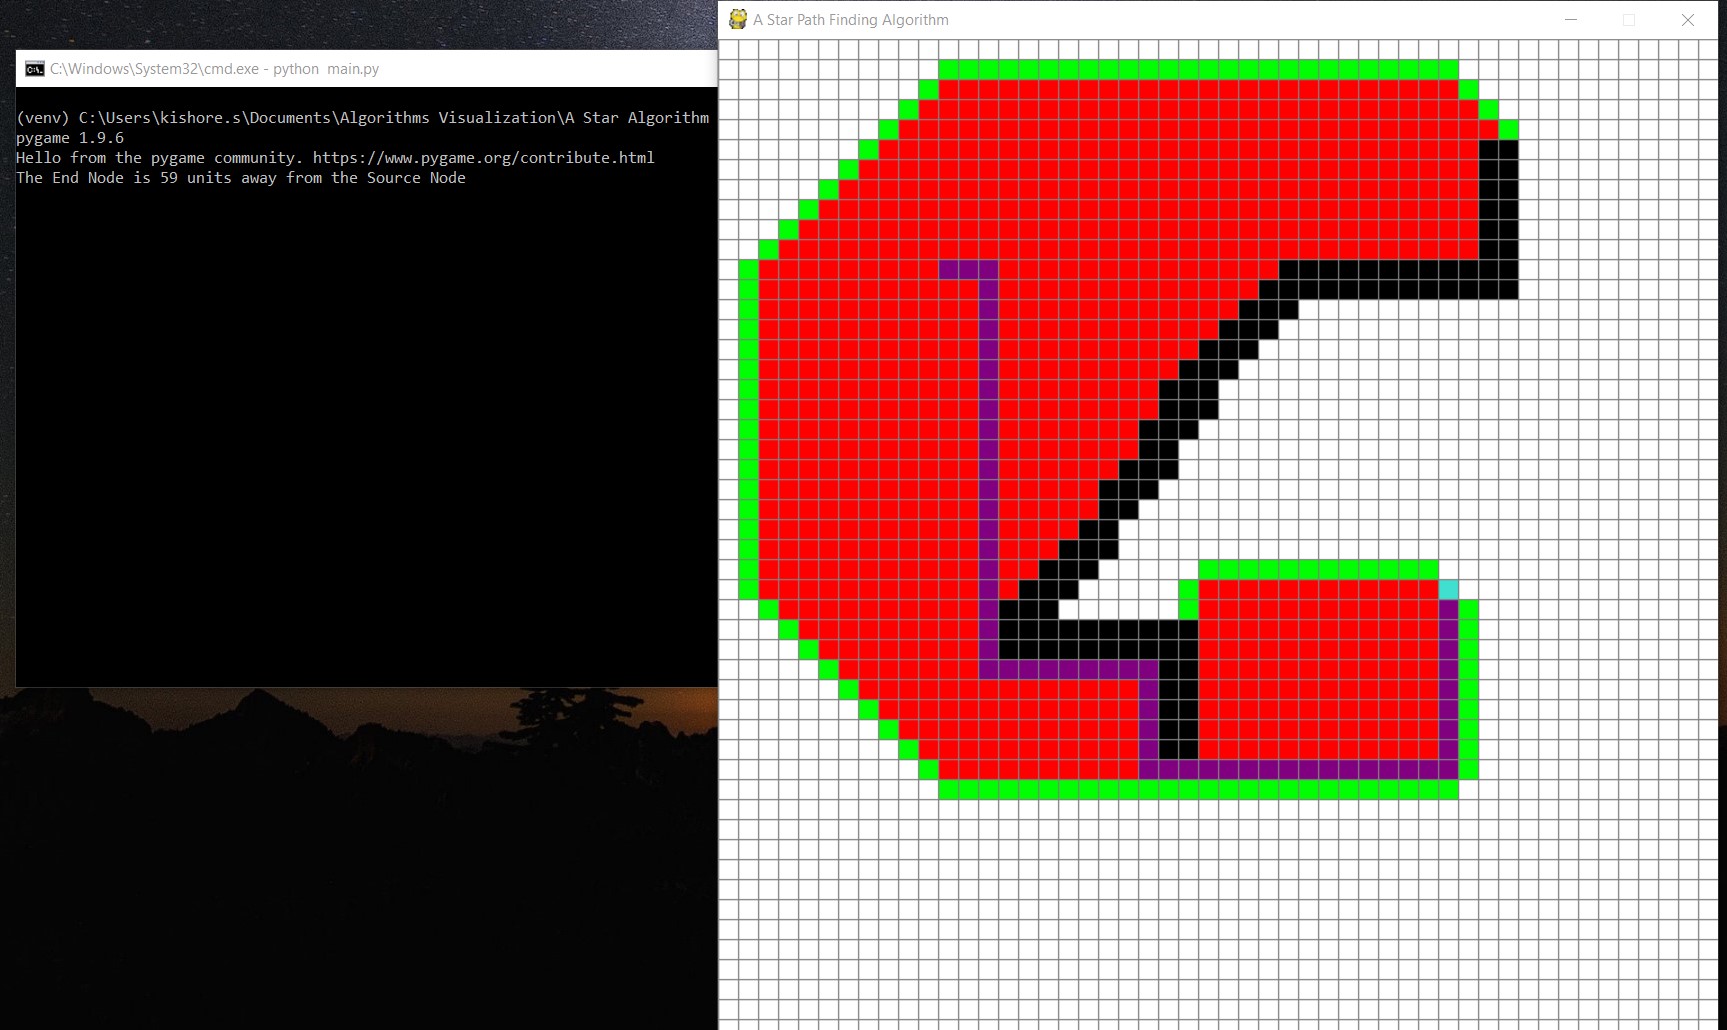 A Star Path Finding Algorithm
C:\Windows\System32\cmd.exe - python  main.py
(venv) C:\Users\kishore.s\Documents\Algorithms Visualization\A Star Algorithm
pygame 1.9.6
Hello from the pygame community. https://www.pygame.org/contribute.html
The End Node is 59 units away from the Source Node